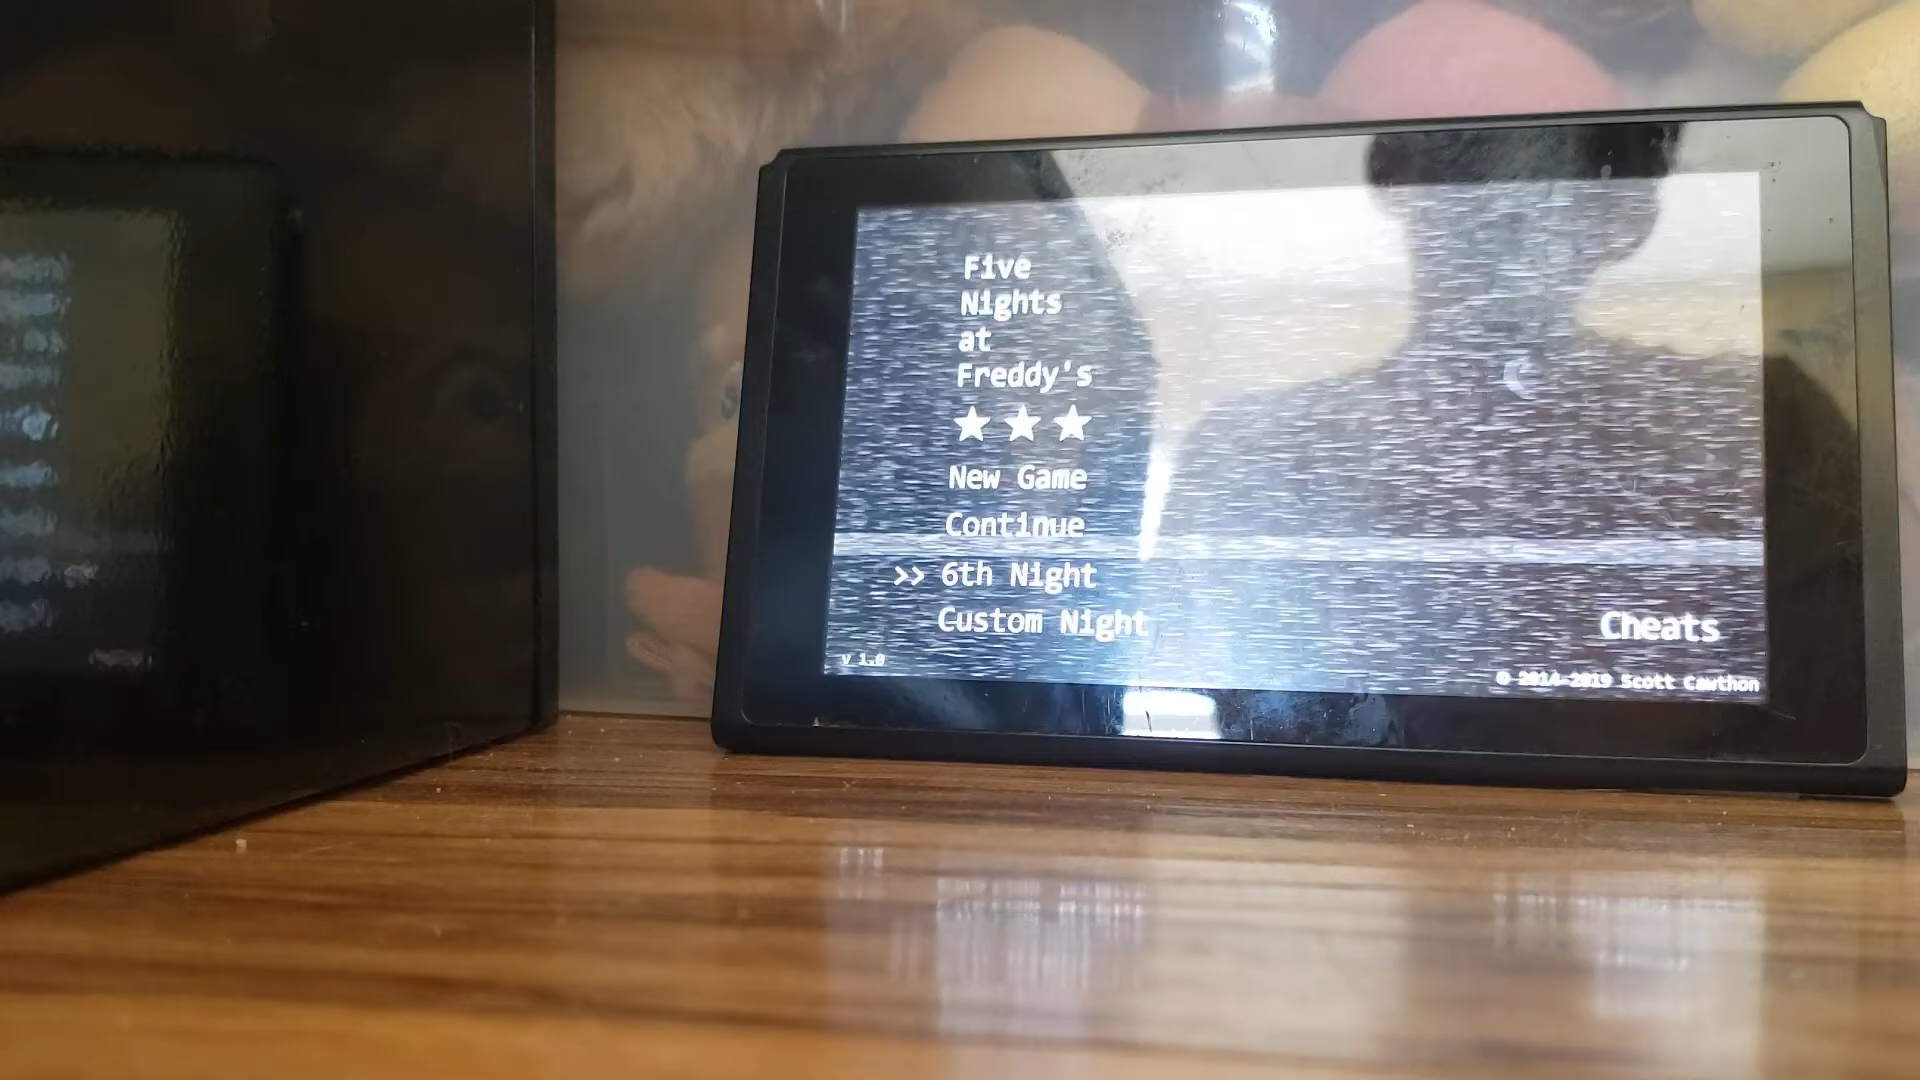 Five
Nights
at
Freddy's
New Game
Continue
>> 6th Night
Custom Night
Cheats
v 1.0
© 2014-2019 Scott Cawthon